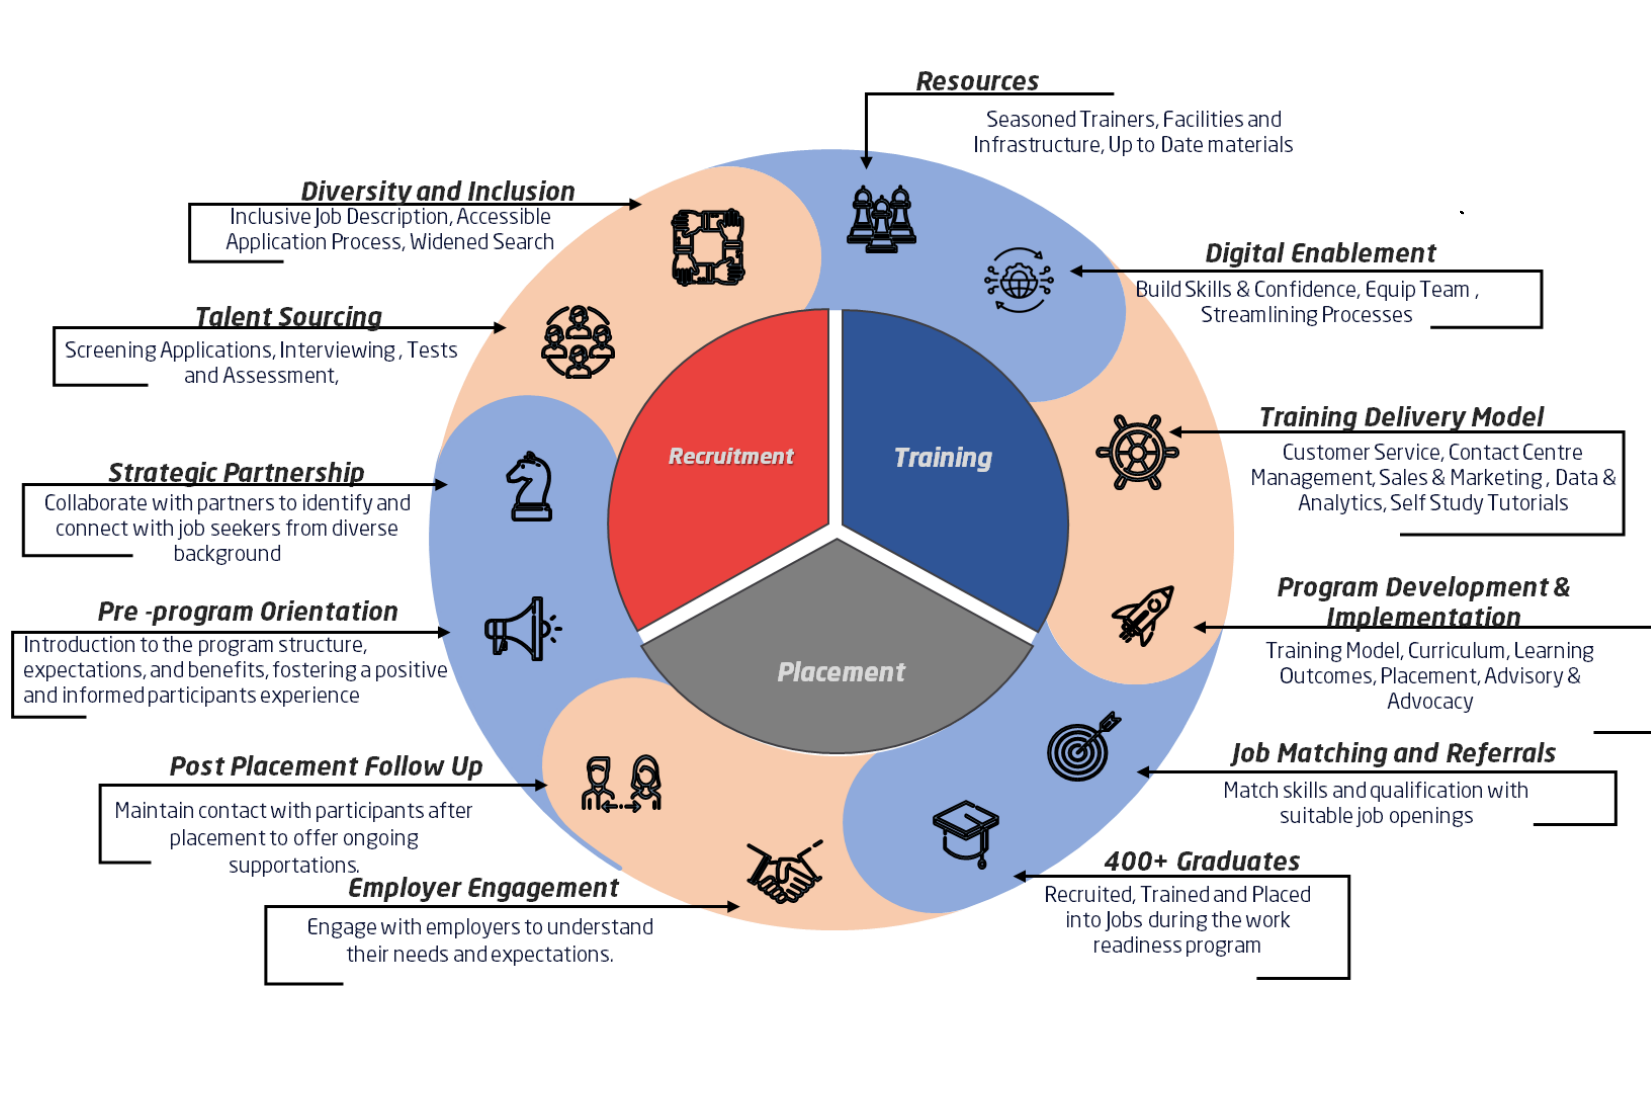 Resources
Seasoned Trainers, Facilities and
Infrastructure, Up to Date materials
Diversity and Inclusion
Inclusive Job Description, Accessible
Application Process, Widened Search
Digital Enablement
Build Skills & Confidence, Equip Team ,
Streamlining Processes
Talent Sourcing
Screening Applications, Interviewing , Tests
and Assessment,
Training Delivery Model
Customer Service, Contact Centre
Management, Sales & Marketing , Data &
Analytics, Self Study Tutorials
Recruitment
Training
Placement
Strategic Partnership
Collaborate with partners to identify and
connect with job seekers from diverse
background
Program Development &
Implementation
Training Model, Curriculum, Learning
Outcomes, Placement, Advisory &
Advocacy
Pre -program Orientation
Introduction to the program structure,
expectations, and benefits, fostering a positive
and informed participants experience
Job Matching and Referrals
Match skills and qualification with
suitable job openings
Post Placement Follow Up
Maintain contact with participants after
placement to offer ongoing
supportations.
400+ Graduates
Recruited, Trained and Placed
into Jobs during the work
readiness program
Employer Engagement
Engage with employers to understand
their needs and expectations.